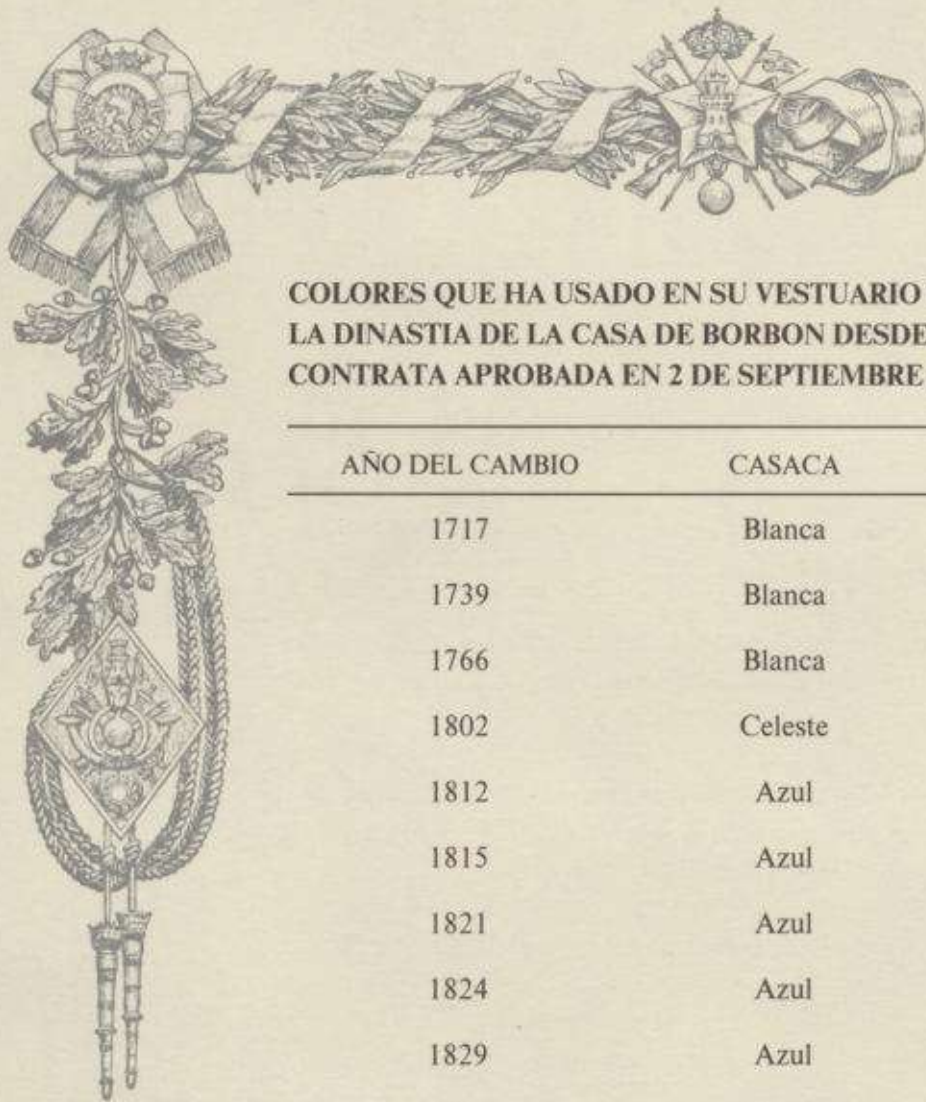 COLORES QUE HA USADO EN SU VESTUARIO
LA DINASTIA DE LA CASA DE BORBON DESDE
CONTRATA APROBADA EN 2 DE SEPTIEMBRE
AÑO DEL CAMBIO CASACA
1717 Blanca
1739 Blanca
1766 Blanca
1802 Celeste
1812 Azul
1815 Azul
1821 Azul
1824 Azul
1829 Azul